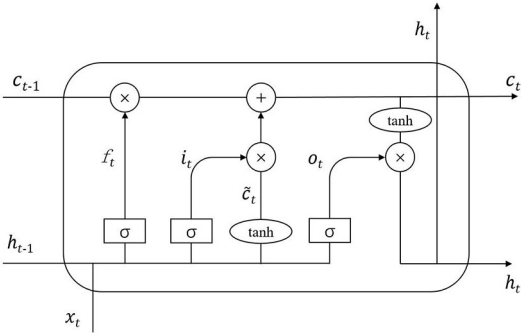 h_t
c_{t-1}
×
+
c_t
tanh
f_t
i_t
×
o_t
×
c̃_t
σ
σ
tanh
σ
h_{t-1}
h_t
x_t